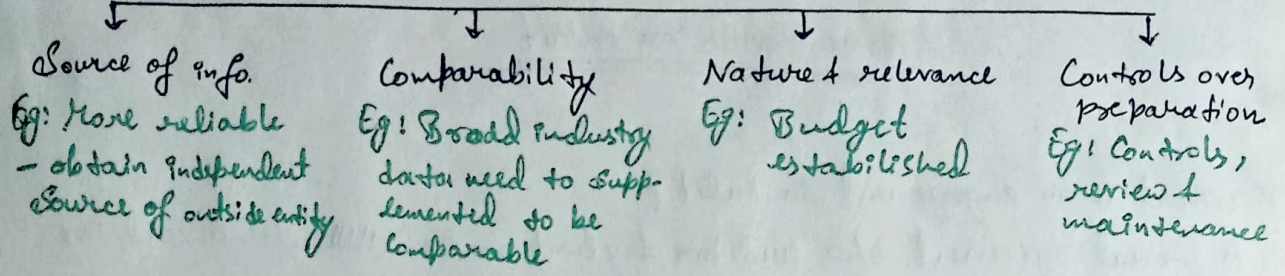 Source of info.
Eg: More reliable
- obtain independent
source of outside entity
Comparability
Eg: Broad industry
data need to supp-
lemented to be
comparable
Nature & relevance
Eg: Budget
estabilished
Controls over
preparation
Eg: Controls,
review &
maintenance